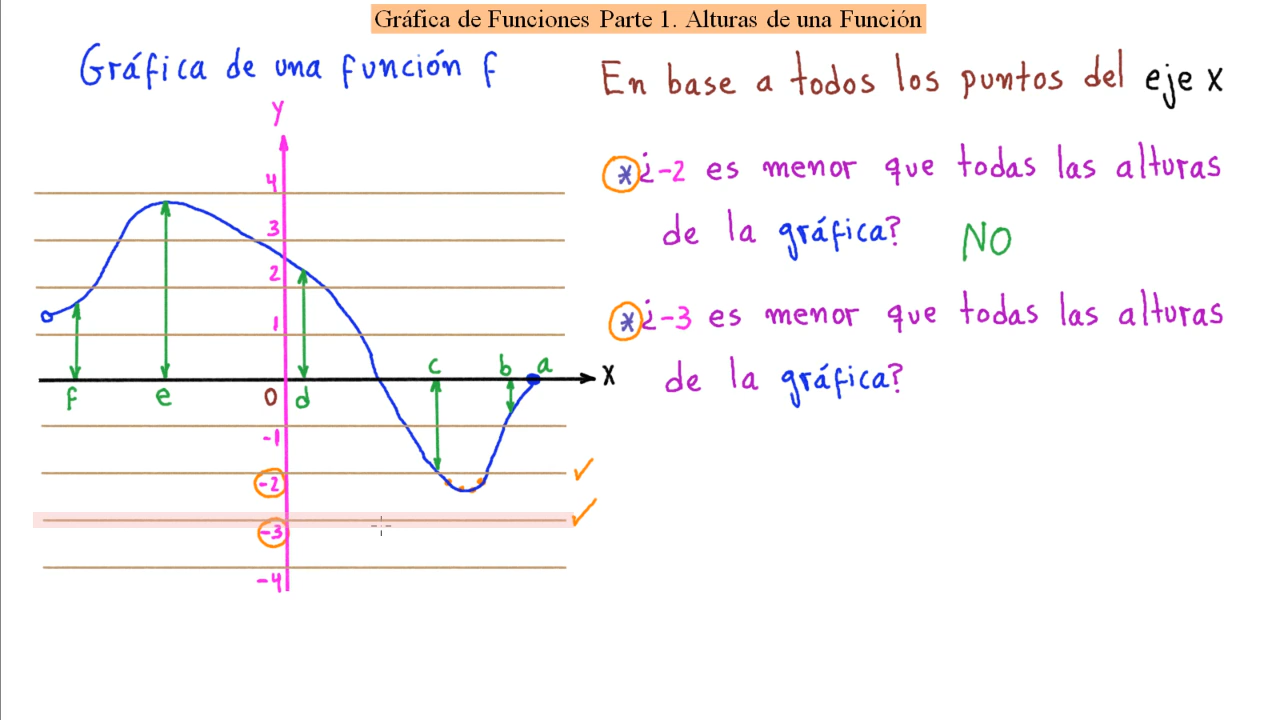 Gráfica de Funciones Parte 1. Alturas de una Función
Gráfica de una función f
En base a todos los puntos del eje x
*¿-2 es menor que todas las alturas
de la gráfica? NO
*¿-3 es menor que todas las alturas
de la gráfica?
Y
4
3
2
1
c b a
X
f e 0 d
-1
-2
-3
-4